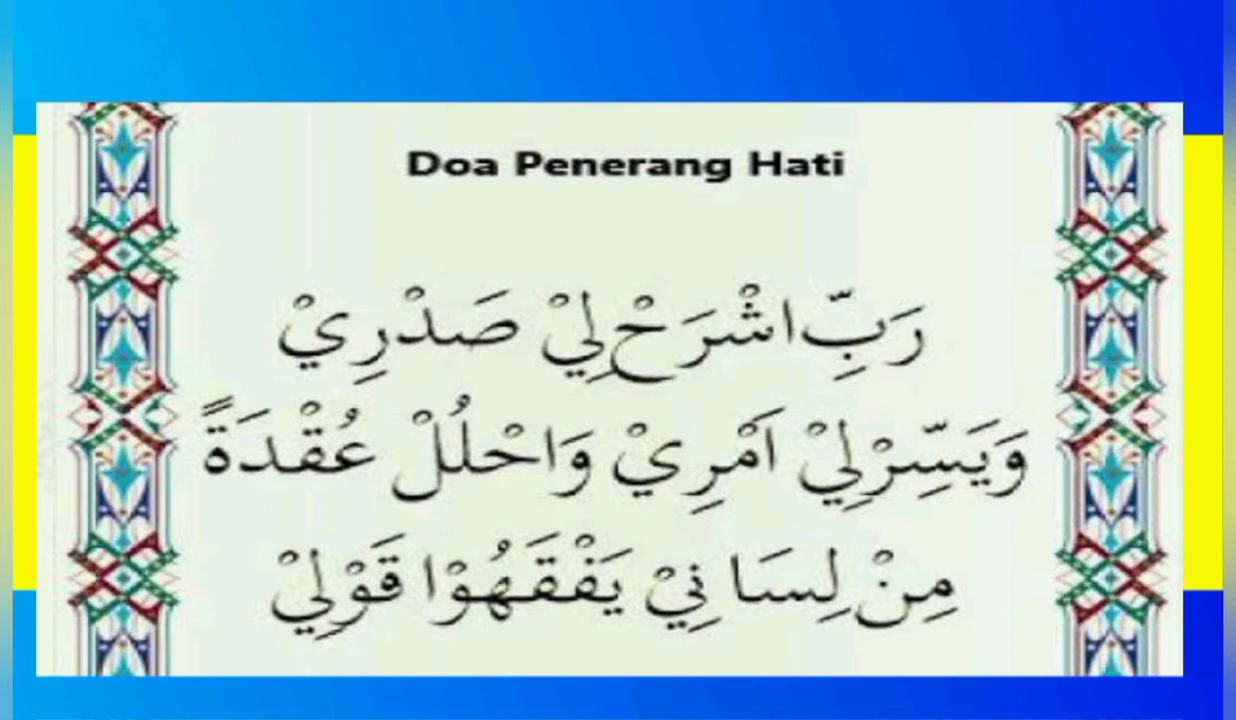 Doa Penerang Hati
رَبِّ اشْرَحْ لِيْ صَدْرِيْ
وَيَسِّرْلِيْ اَمْرِيْ وَاحْلُلْ عُقْدَةً
مِنْ لِسَانِيْ يَفْقَهُوْا قَوْلِيْ